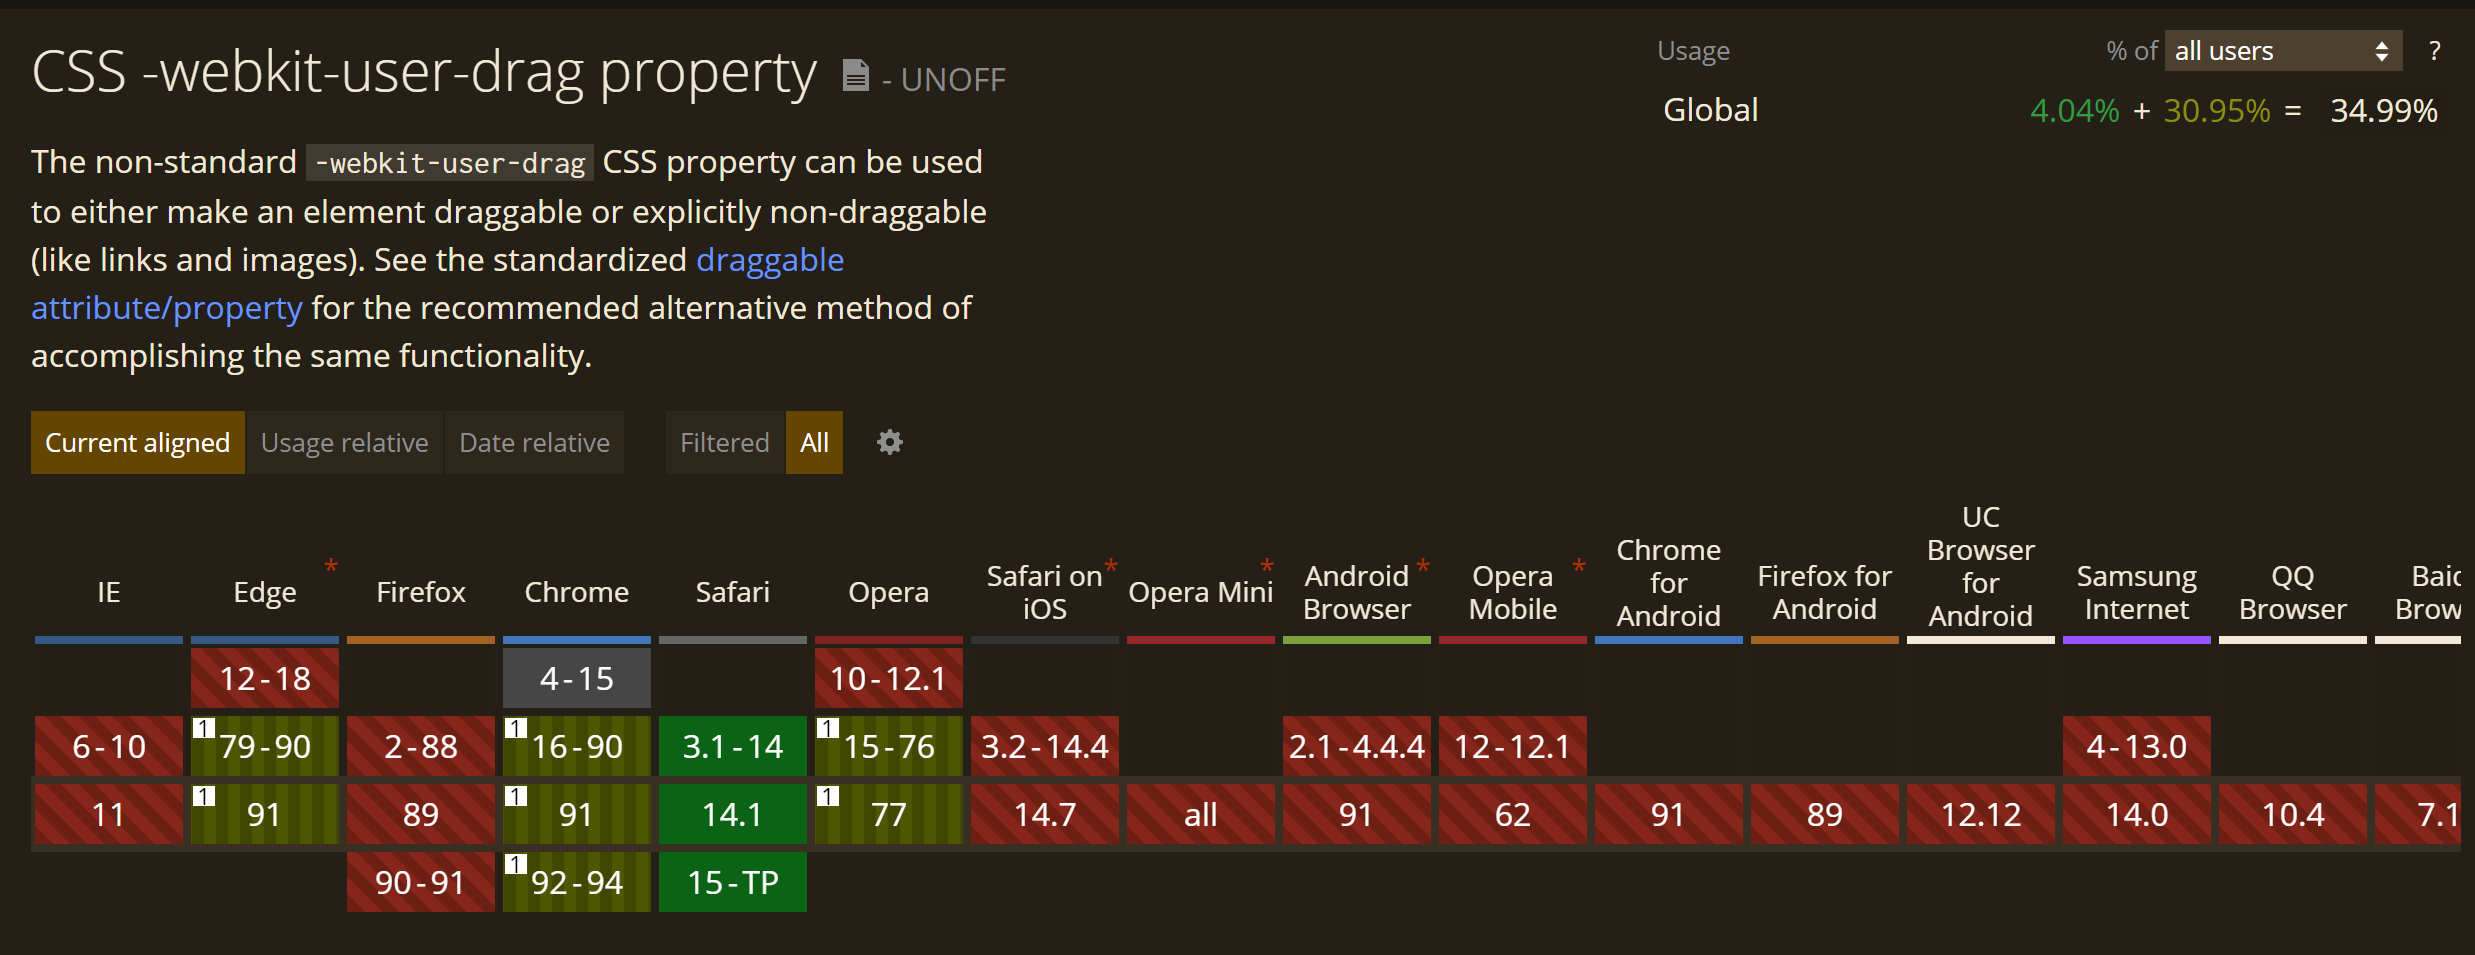 CSS -webkit-user-drag property - UNOFF
Usage % of all users ?
Global 4.04% + 30.95% = 34.99%
The non-standard -webkit-user-drag CSS property can be used
to either make an element draggable or explicitly non-draggable
(like links and images). See the standardized draggable
attribute/property for the recommended alternative method of
accomplishing the same functionality.
Current aligned Usage relative Date relative Filtered All
IE
Edge *
Firefox
Chrome
Safari
Opera
Safari on *
iOS
Opera Mini *
Android *
Browser
Opera *
Mobile
Chrome
for
Android
Firefox for
Android
UC
Browser
for
Android
Samsung
Internet
QQ
Browser
Baid
Brow
12-18 4-15 10-12.1
6-10 1 79-90 2-88 1 16-90 3.1-14 1 15-76 3.2-14.4 2.1-4.4.4 12-12.1 4-13.0
11 1 91 89 1 91 14.1 1 77 14.7 all 91 62 91 89 12.12 14.0 10.4 7.1
90-91 1 92-94 15-TP